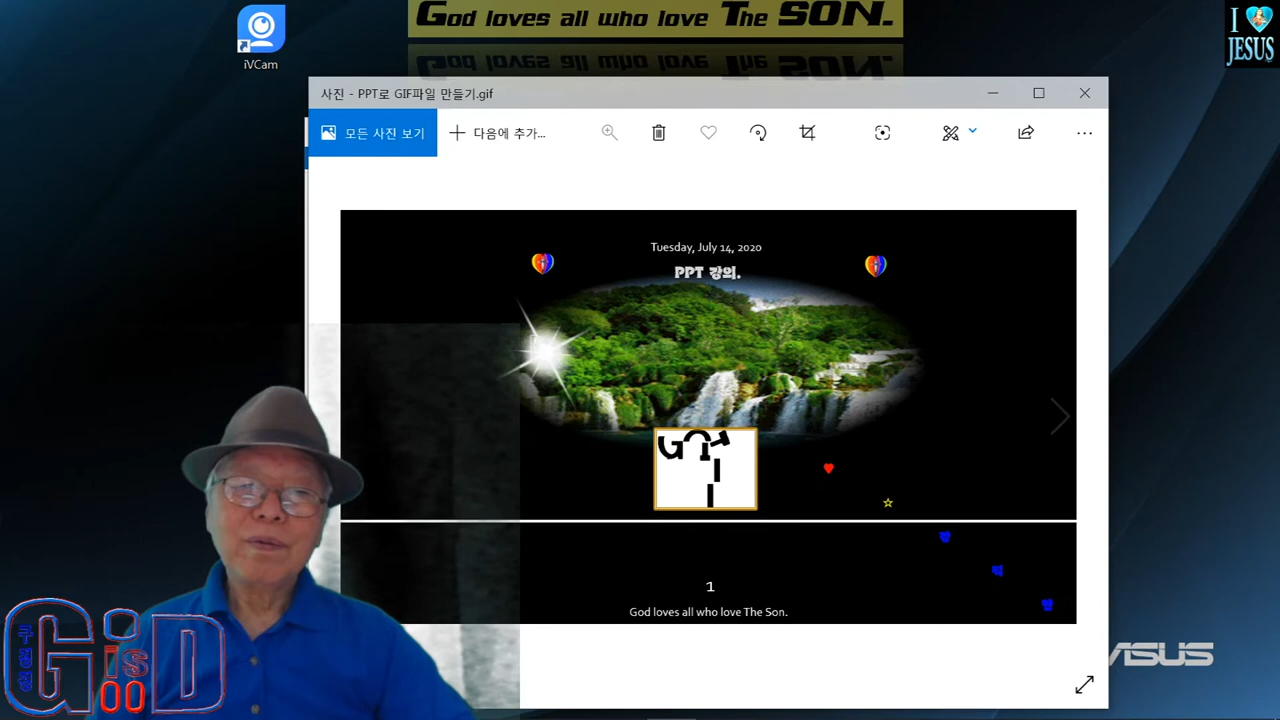 God loves all who love The SON.
I
JESUS
iVCam
사진 - PPT로 GIF파일 만들기.gif
모든 사진 보기
다음에 추가...
Tuesday, July 14, 2020
PPT 강의.
1
God loves all who love The Son.
GisD
OO
ASUS